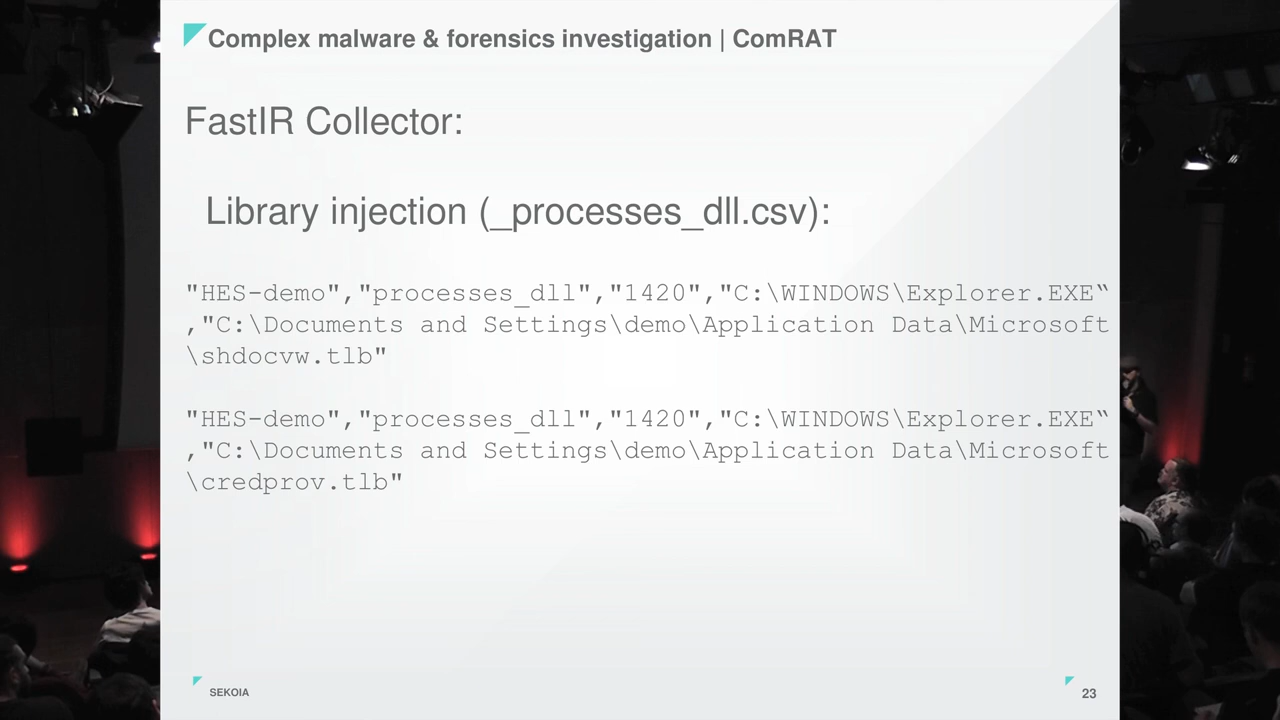 Complex malware & forensics investigation | ComRAT
FastIR Collector:
Library injection (_processes_dll.csv):
"HES-demo","processes_dll","1420","C:\WINDOWS\Explorer.EXE“
,"C:\Documents and Settings\demo\Application Data\Microsoft
\shdocvw.tlb"
"HES-demo","processes_dll","1420","C:\WINDOWS\Explorer.EXE“
,"C:\Documents and Settings\demo\Application Data\Microsoft
\credprov.tlb"
SEKOIA
23